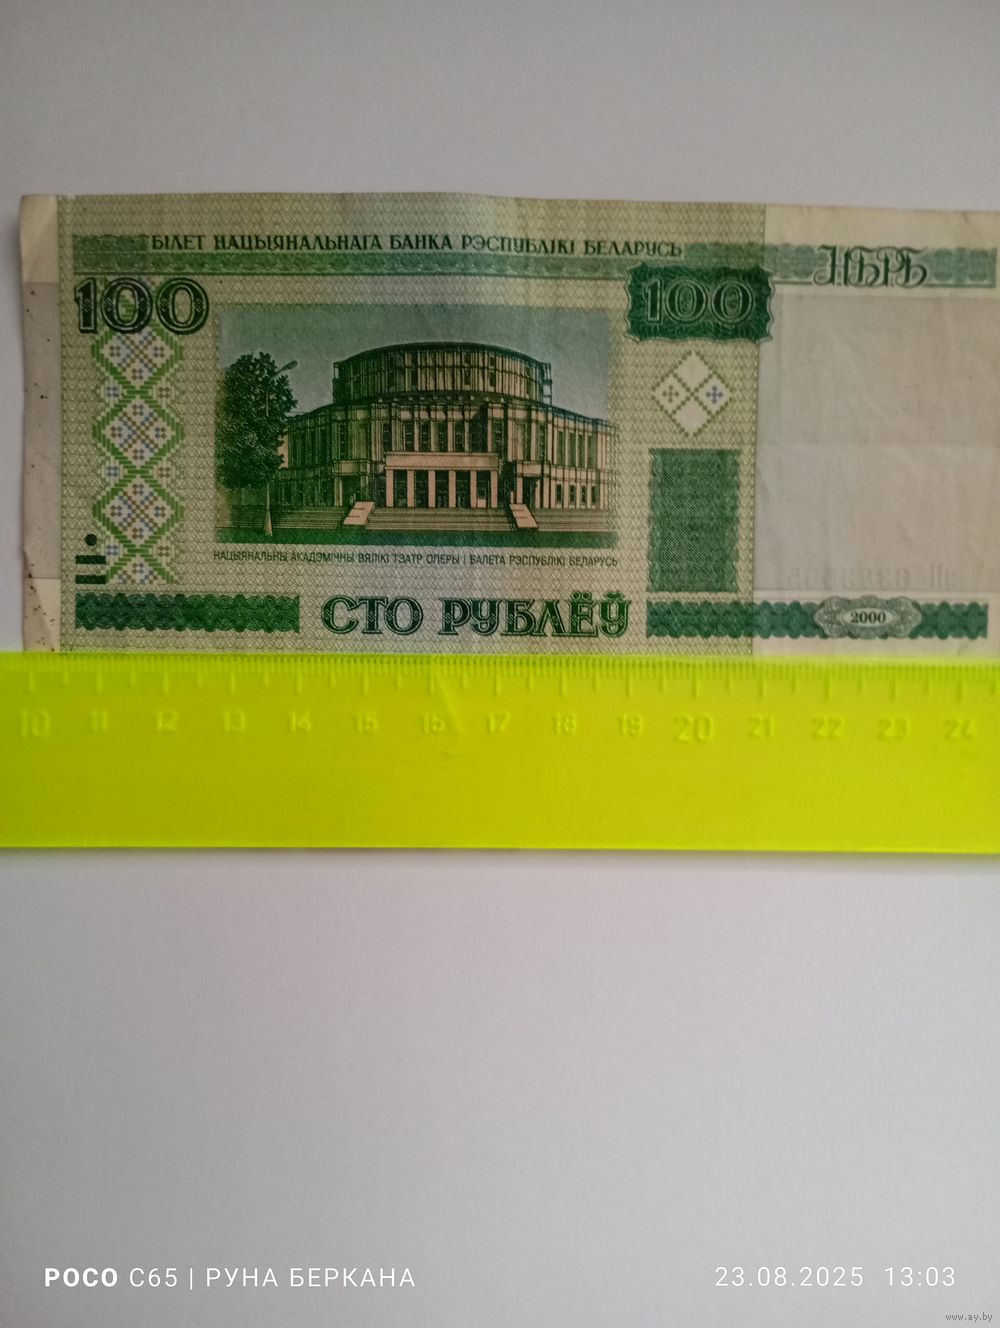 БІЛЕТ НАЦЫЯНАЛЬНАГА БАНКА РЭСПУБЛІКІ БЕЛАРУСЬ
НБРБ
100
100
НАЦЫЯНАЛЬНЫ АКАДЭМІЧНЫ ВЯЛІКІ ТЭАТР ОПЕРЫ І БАЛЕТА РЭСПУБЛІКІ БЕЛАРУСЬ
СТО РУБЛЁЎ
2000
10 11 12 13 14 15 16 17 18 19 20 21 22 23 24
POCO C65 | РУНА БЕРКАНА
23.08.2025 13:03
www.ay.by